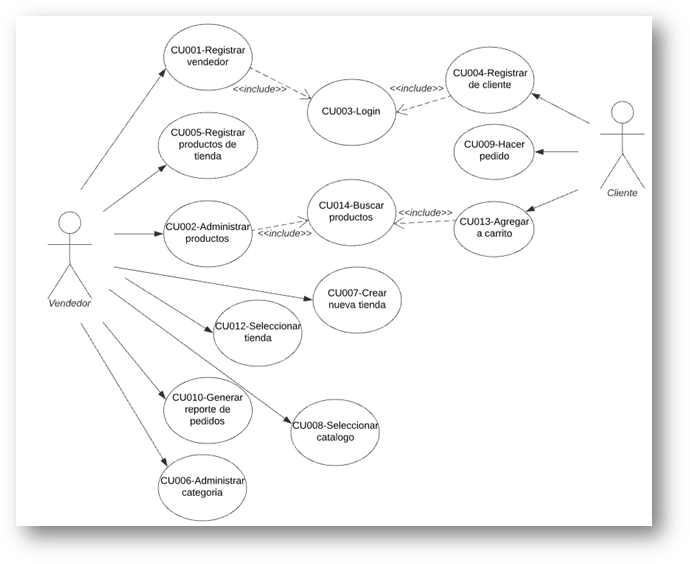 CU001-Registrar
vendedor
<<include>>
CU003-Login
<<include>>
CU004-Registrar
de cliente
CU005-Registrar
productos de
tienda
CU009-Hacer
pedido
Cliente
CU002-Administrar
productos
<<include>>
CU014-Buscar
productos
<<include>>
CU013-Agregar
a carrito
Vendedor
CU007-Crear
nueva tienda
CU012-Seleccionar
tienda
CU010-Generar
reporte de
pedidos
CU008-Seleccionar
catalogo
CU006-Administrar
categoria